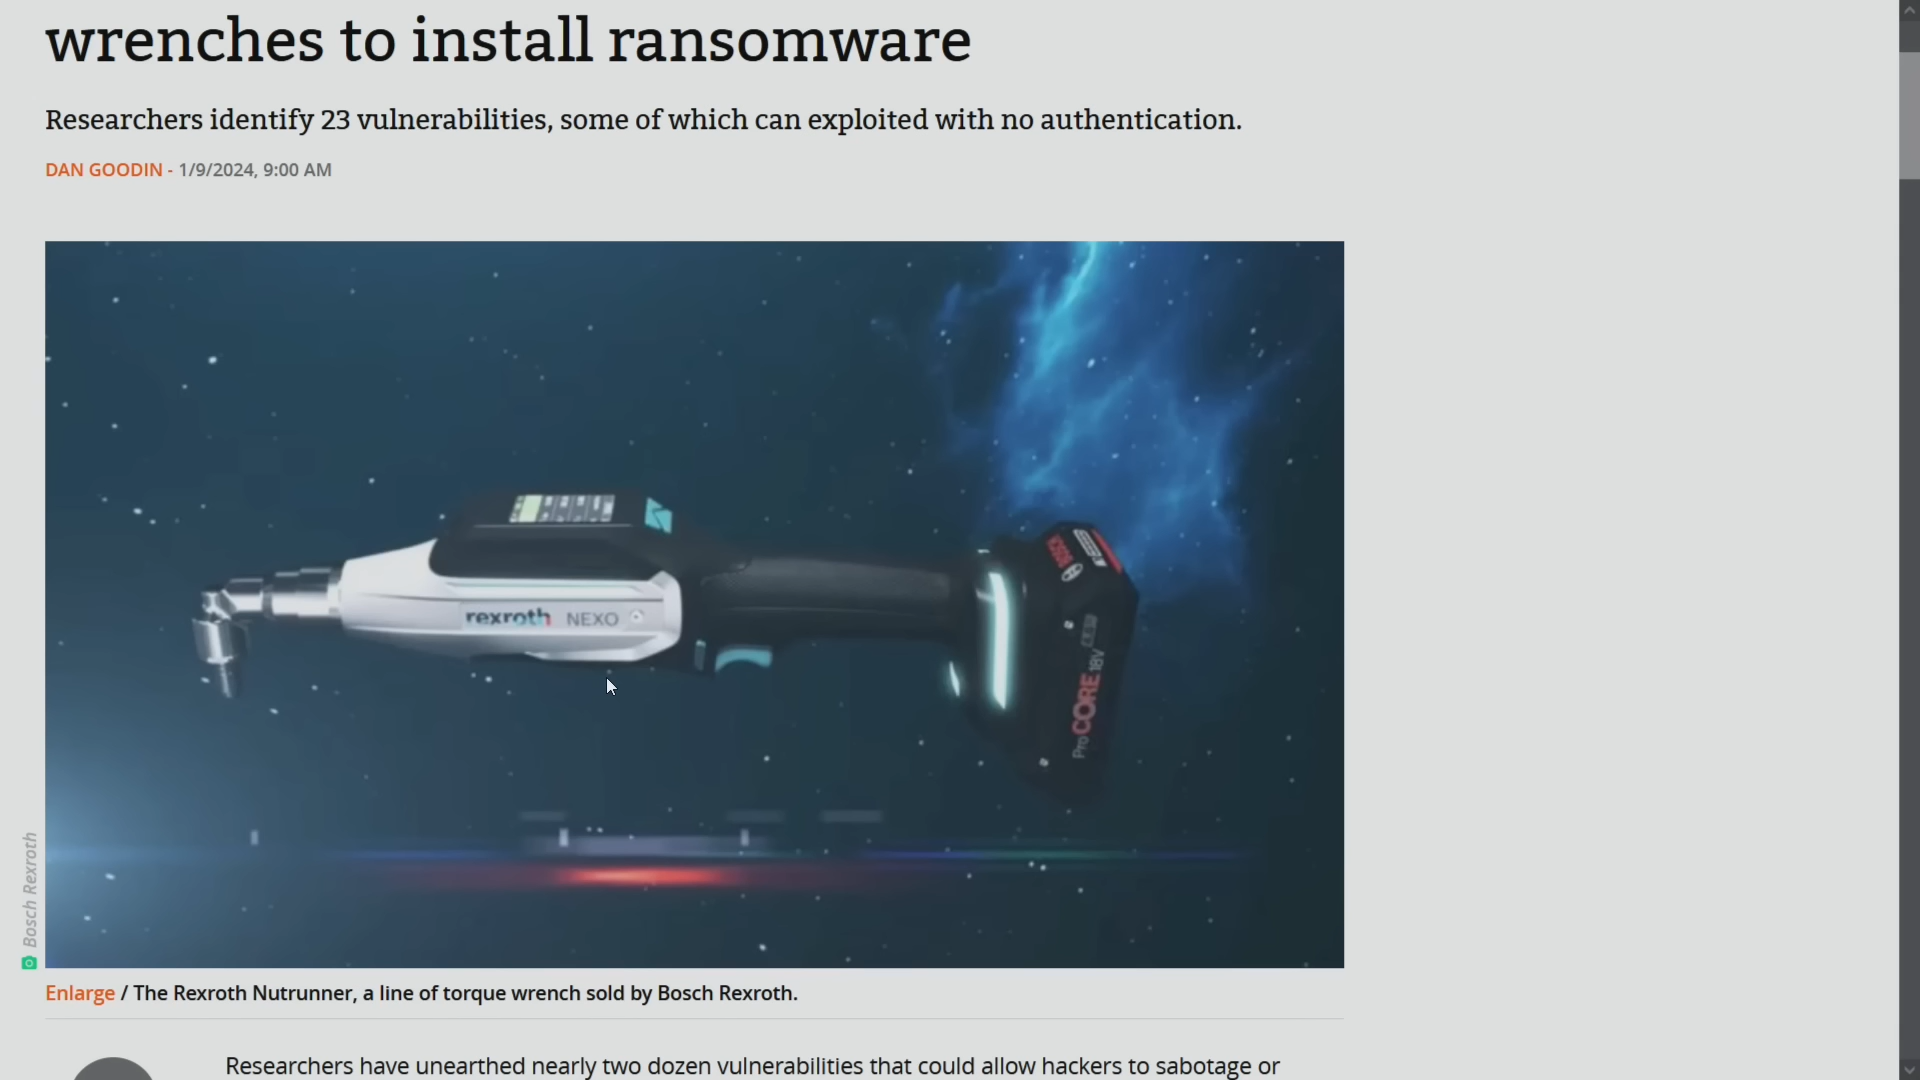 wrenches to install ransomware
Researchers identify 23 vulnerabilities, some of which can exploited with no authentication.
DAN GOODIN - 1/9/2024, 9:00 AM
rexroth NEXO
BOSCH
ProCORE 18V
Bosch Rexroth
Enlarge / The Rexroth Nutrunner, a line of torque wrench sold by Bosch Rexroth.
Researchers have unearthed nearly two dozen vulnerabilities that could allow hackers to sabotage or